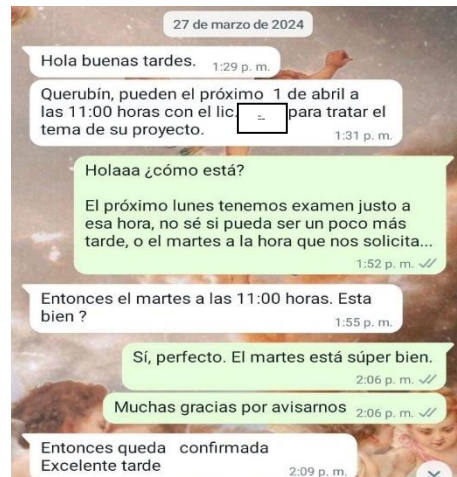 27 de marzo de 2024
Hola buenas tardes.
1:29 p. m.
Querubín, pueden el próximo 1 de abril a
las 11:00 horas con el lic. para tratar el
tema de su proyecto.
1:31 p. m.
Holaaa ¿cómo está?
El próximo lunes tenemos examen justo a
esa hora, no sé si pueda ser un poco más
tarde, o el martes a la hora que nos solicita...
1:52 p. m.
Entonces el martes a las 11:00 horas. Esta
bien ?
1:55 p. m.
Sí, perfecto. El martes está súper bien.
2:06 p. m.
Muchas gracias por avisarnos
2:06 p. m.
Entonces queda confirmada
Excelente tarde
2:09 p. m.